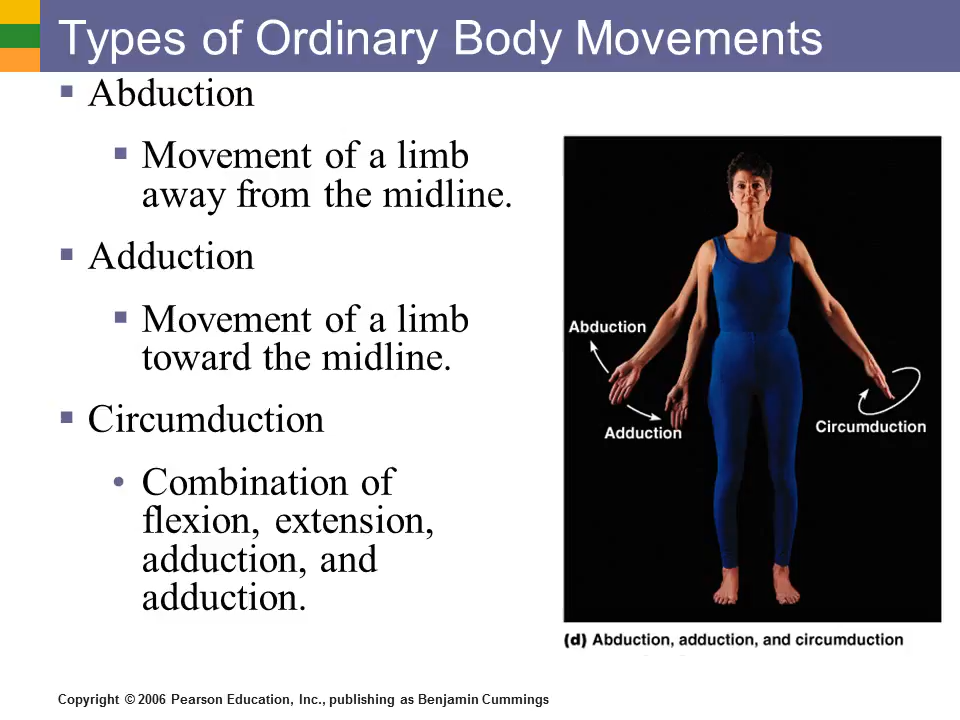 Types of Ordinary Body Movements
Abduction
Movement of a limb
away from the midline.
Adduction
Movement of a limb
toward the midline.
Circumduction
Combination of
flexion, extension,
adduction, and
adduction.
Abduction
Adduction
Circumduction
(d) Abduction, adduction, and circumduction
Copyright © 2006 Pearson Education, Inc., publishing as Benjamin Cummings